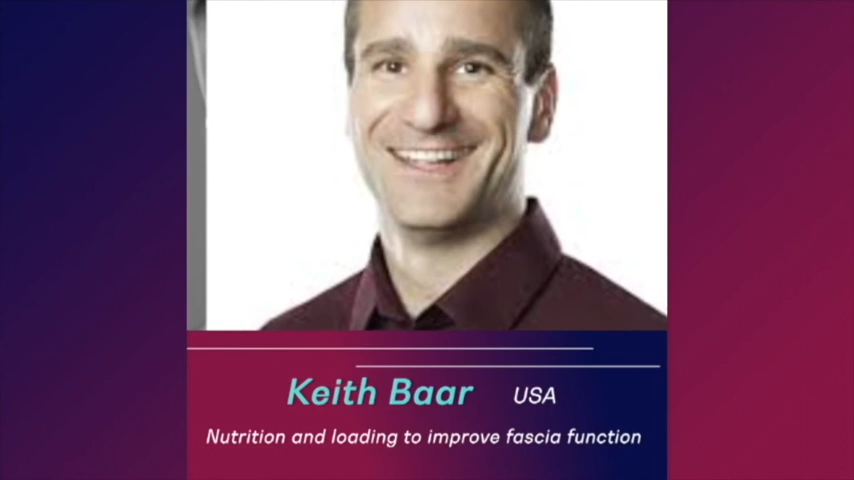 Keith Baar USA
Nutrition and loading to improve fascia function